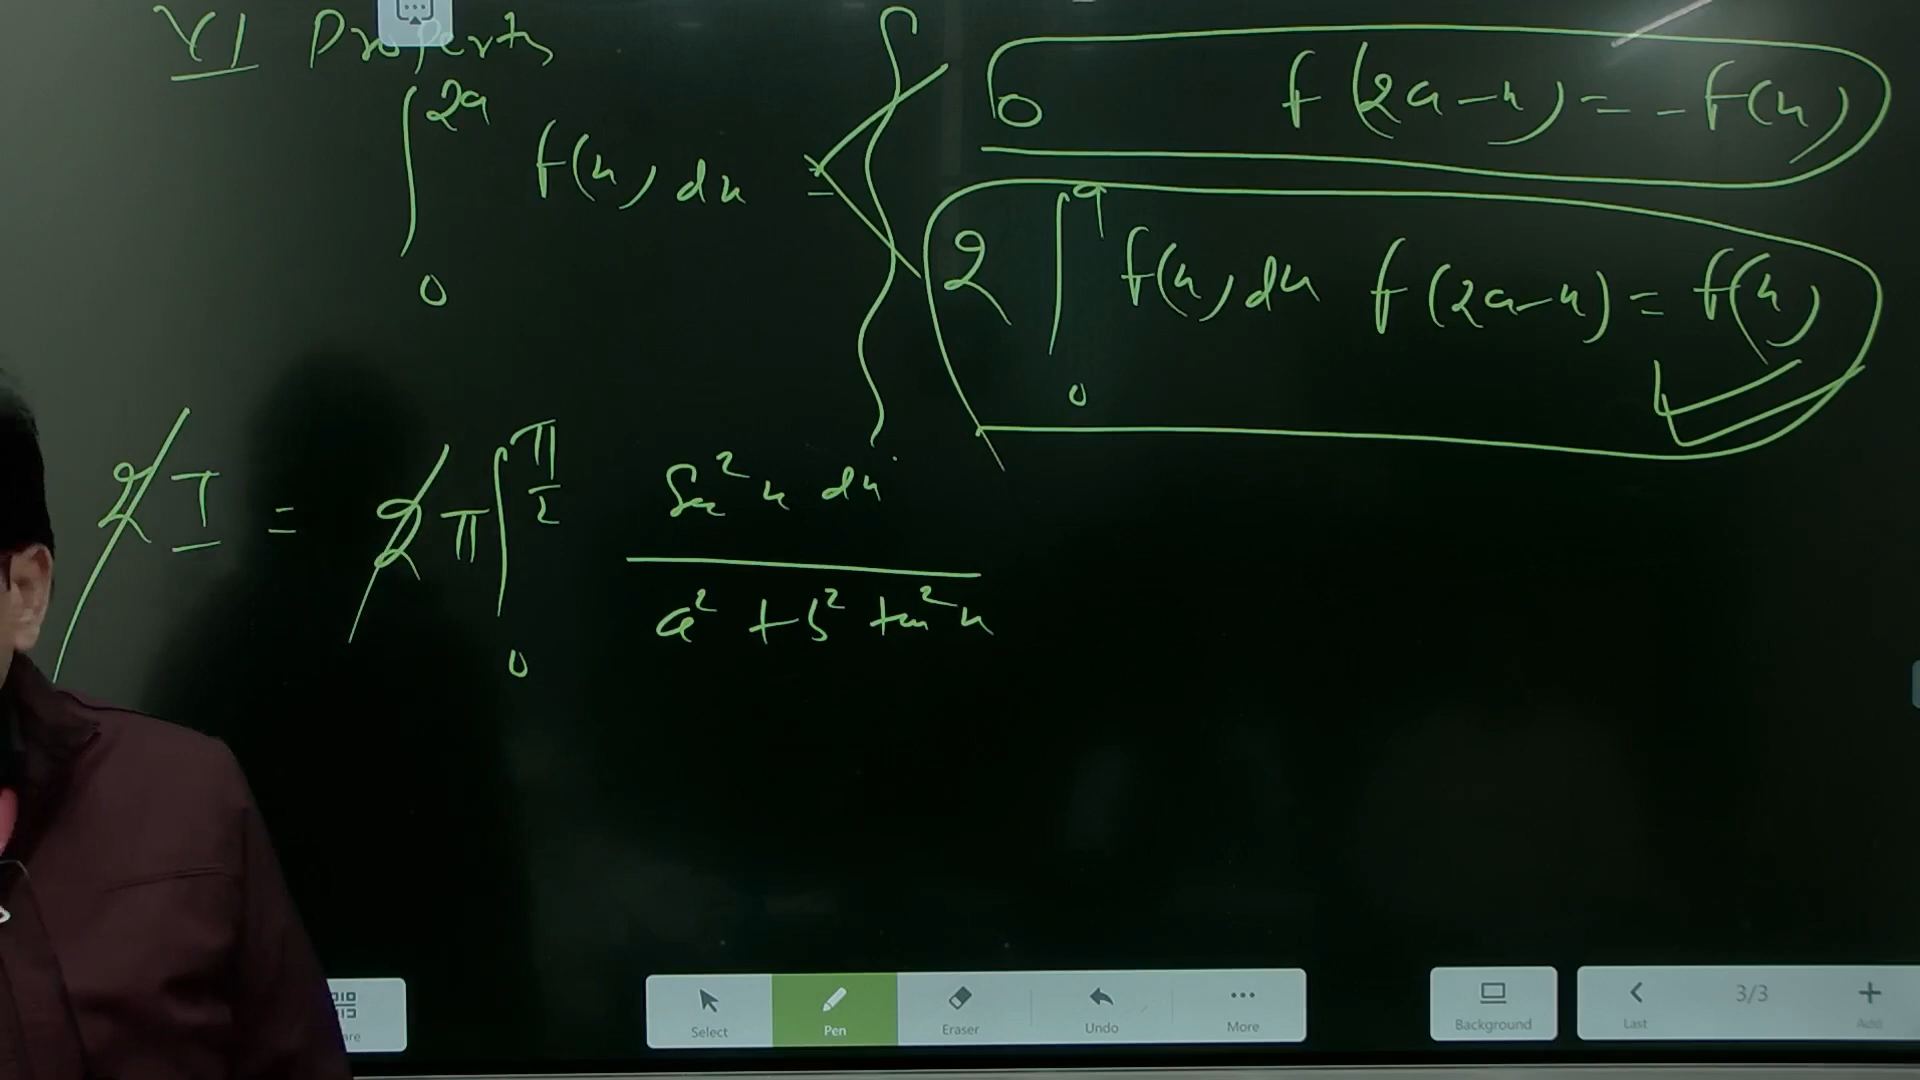 VI Property
∫₀^{2a} f(x) dx = { 0 f(2a-x) = -f(x)
2 ∫₀^a f(x) dx f(2a-x) = f(x)
2I = 2π ∫₀^{π/2} Sec²x dx / a² + b² tan²x
Select Pen Eraser Undo More Background Last 3/3 Add